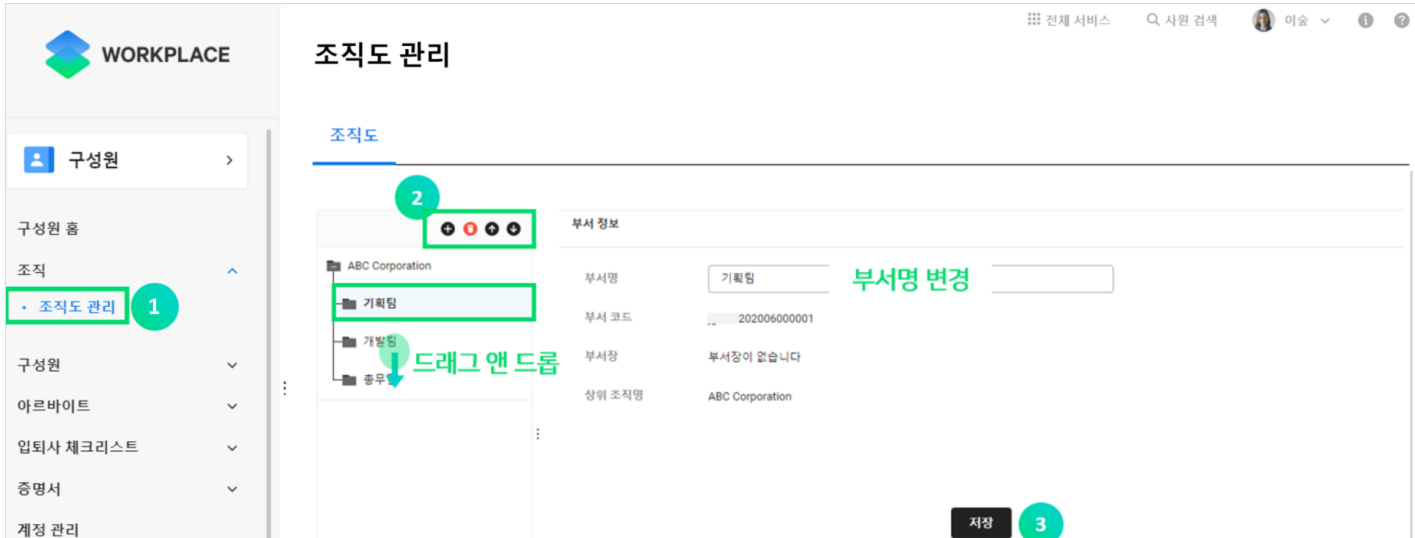 WORKPLACE
전체 서비스
사원 검색
이숲
조직도 관리
구성원
조직도
구성원 홈
조직
조직도 관리
1
구성원
아르바이트
입퇴사 체크리스트
증명서
계정 관리
2
ABC Corporation
기획팀
개발팀
드래그 앤 드롭
부서 정보
부서명
기획팀
부서명 변경
부서 코드
202006000001
부서장
부서장이 없습니다
상위 조직명
ABC Corporation
저장
3